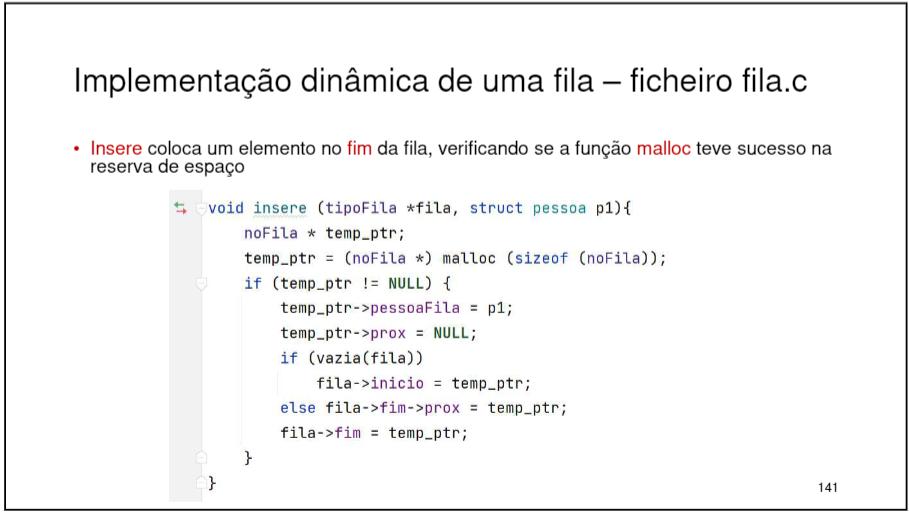 Implementação dinâmica de uma fila – ficheiro fila.c
• Insere coloca um elemento no fim da fila, verificando se a função malloc teve sucesso na
reserva de espaço
void insere (tipoFila *fila, struct pessoa p1){
    noFila * temp_ptr;
    temp_ptr = (noFila *) malloc (sizeof (noFila));
    if (temp_ptr != NULL) {
        temp_ptr->pessoaFila = p1;
        temp_ptr->prox = NULL;
        if (vazia(fila))
            fila->inicio = temp_ptr;
        else fila->fim->prox = temp_ptr;
        fila->fim = temp_ptr;
    }
}
141